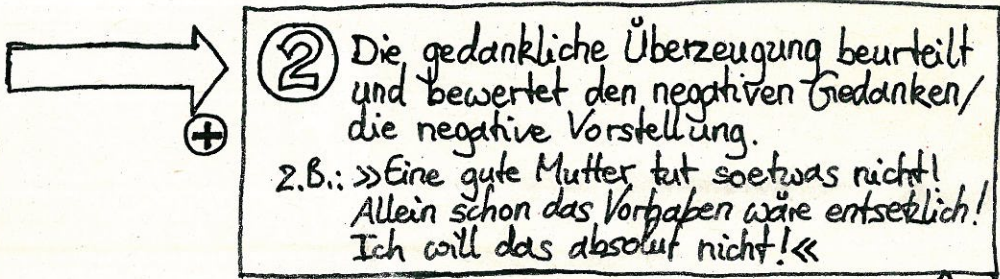 ② Die gedankliche Überzeugung beurteilt
und bewertet den negativen Gedanken/
die negative Vorstellung.
z.B.: »Eine gute Mutter tut soetwas nicht!
Allein schon das Vorhaben wäre entsetzlich!
Ich will das absolut nicht!«